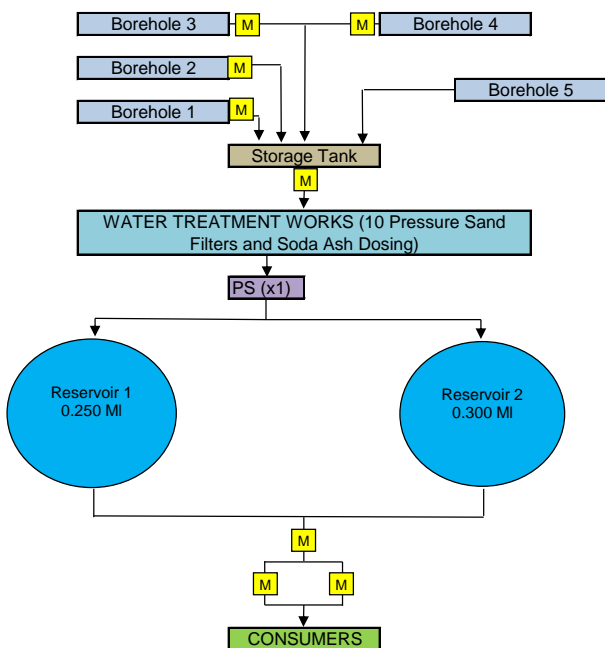 Borehole 3
M
M
Borehole 4
Borehole 2
M
Borehole 5
Borehole 1
M
Storage Tank
M
WATER TREATMENT WORKS (10 Pressure Sand
Filters and Soda Ash Dosing)
PS (x1)
Reservoir 1
0.250 Ml
Reservoir 2
0.300 Ml
M
M
M
CONSUMERS